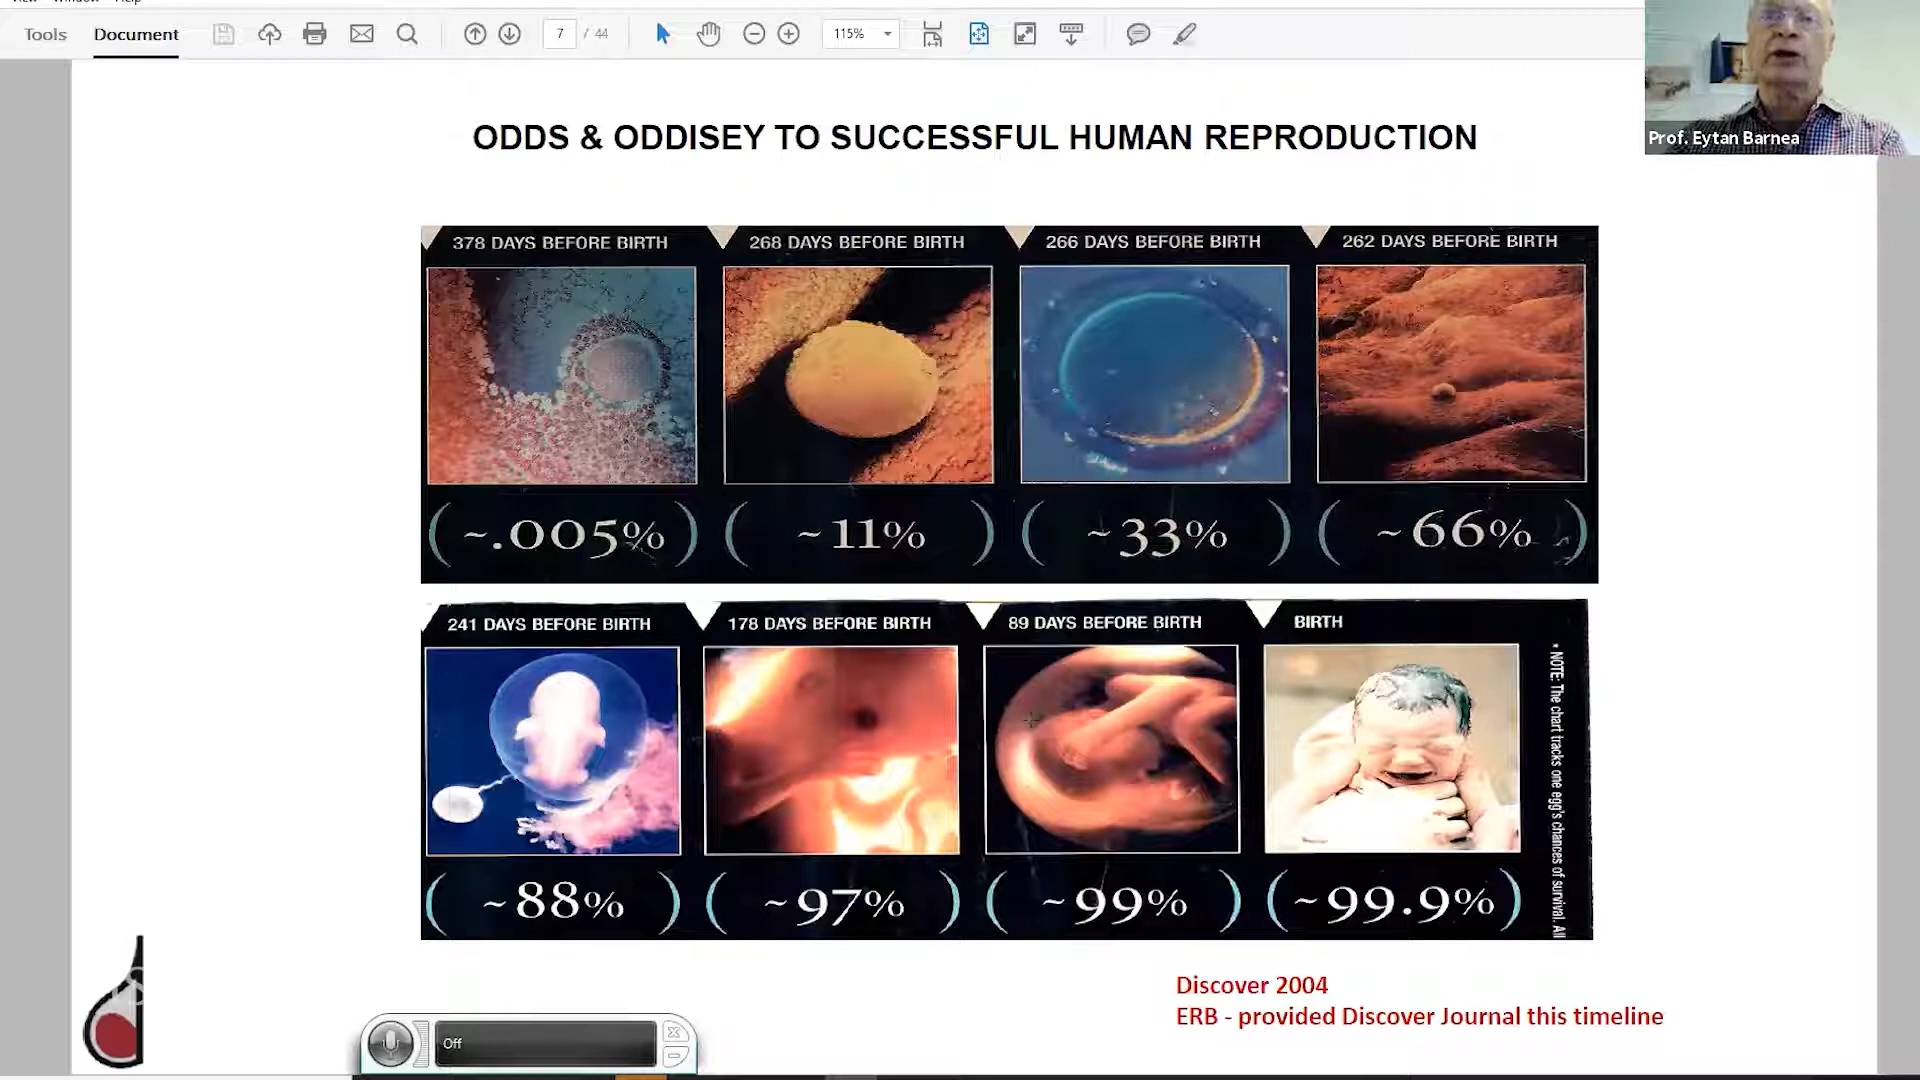 Tools
Document
7 / 44
115%
Prof. Eytan Barnea
ODDS & ODDISEY TO SUCCESSFUL HUMAN REPRODUCTION
378 DAYS BEFORE BIRTH
268 DAYS BEFORE BIRTH
266 DAYS BEFORE BIRTH
262 DAYS BEFORE BIRTH
(~.005%)
(~11%)
(~33%)
(~66%)
241 DAYS BEFORE BIRTH
178 DAYS BEFORE BIRTH
89 DAYS BEFORE BIRTH
BIRTH
(~88%)
(~97%)
(~99%)
(~99.9%)
* NOTE: The chart tracks one egg's chances of survival. All
Discover 2004
ERB - provided Discover Journal this timeline
Off